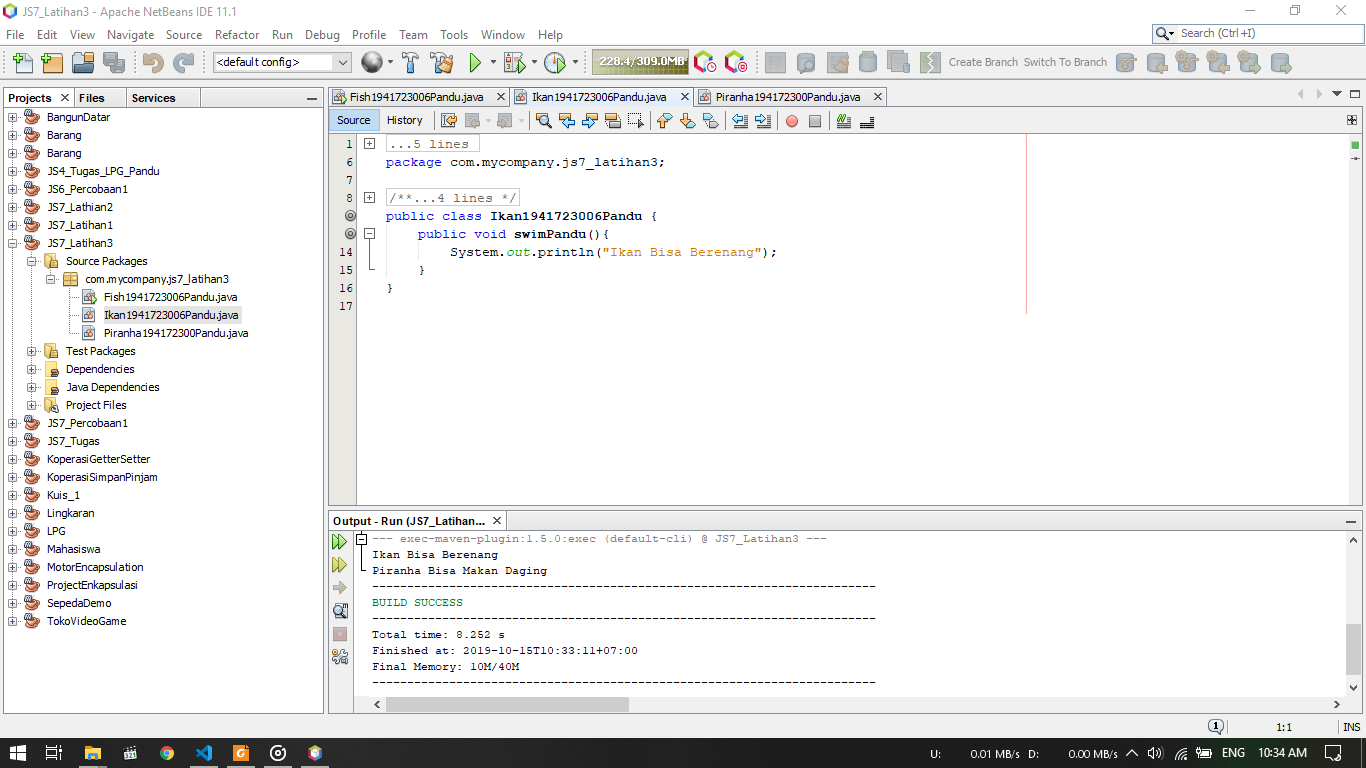 JS7_Latihan3 - Apache NetBeans IDE 11.1
File Edit View Navigate Source Refactor Run Debug Profile Team Tools Window Help
Search (Ctrl+I)
<default config>
228.4/309.0MB
Create Branch Switch To Branch
Projects Files Services
Fish1941723006Pandu.java Ikan1941723006Pandu.java Piranha194172300Pandu.java
Source History
BangunDatar
Barang
Barang
JS4_Tugas_LPG_Pandu
JS6_Percobaan1
JS7_Lathian2
JS7_Latihan1
JS7_Latihan3
Source Packages
com.mycompany.js7_latihan3
Fish1941723006Pandu.java
Ikan1941723006Pandu.java
Piranha194172300Pandu.java
Test Packages
Dependencies
Java Dependencies
Project Files
JS7_Percobaan1
JS7_Tugas
KoperasiGetterSetter
KoperasiSimpanPinjam
Kuis_1
Lingkaran
LPG
Mahasiswa
MotorEncapsulation
ProjectEnkapsulasi
SepedaDemo
TokoVideoGame
1 ...5 lines
6 package com.mycompany.js7_latihan3;
7
8 /**...4 lines */
public class Ikan1941723006Pandu {
public void swimPandu(){
14 System.out.println("Ikan Bisa Berenang");
15 }
16 }
17
Output - Run (JS7_Latihan...
--- exec-maven-plugin:1.5.0:exec (default-cli) @ JS7_Latihan3 ---
Ikan Bisa Berenang
Piranha Bisa Makan Daging
------------------------------------------------------------------------
BUILD SUCCESS
------------------------------------------------------------------------
Total time: 8.252 s
Finished at: 2019-10-15T10:33:11+07:00
Final Memory: 10M/40M
------------------------------------------------------------------------
1 1:1 INS
U: 0.01 MB/s D: 0.00 MB/s ENG 10:34 AM